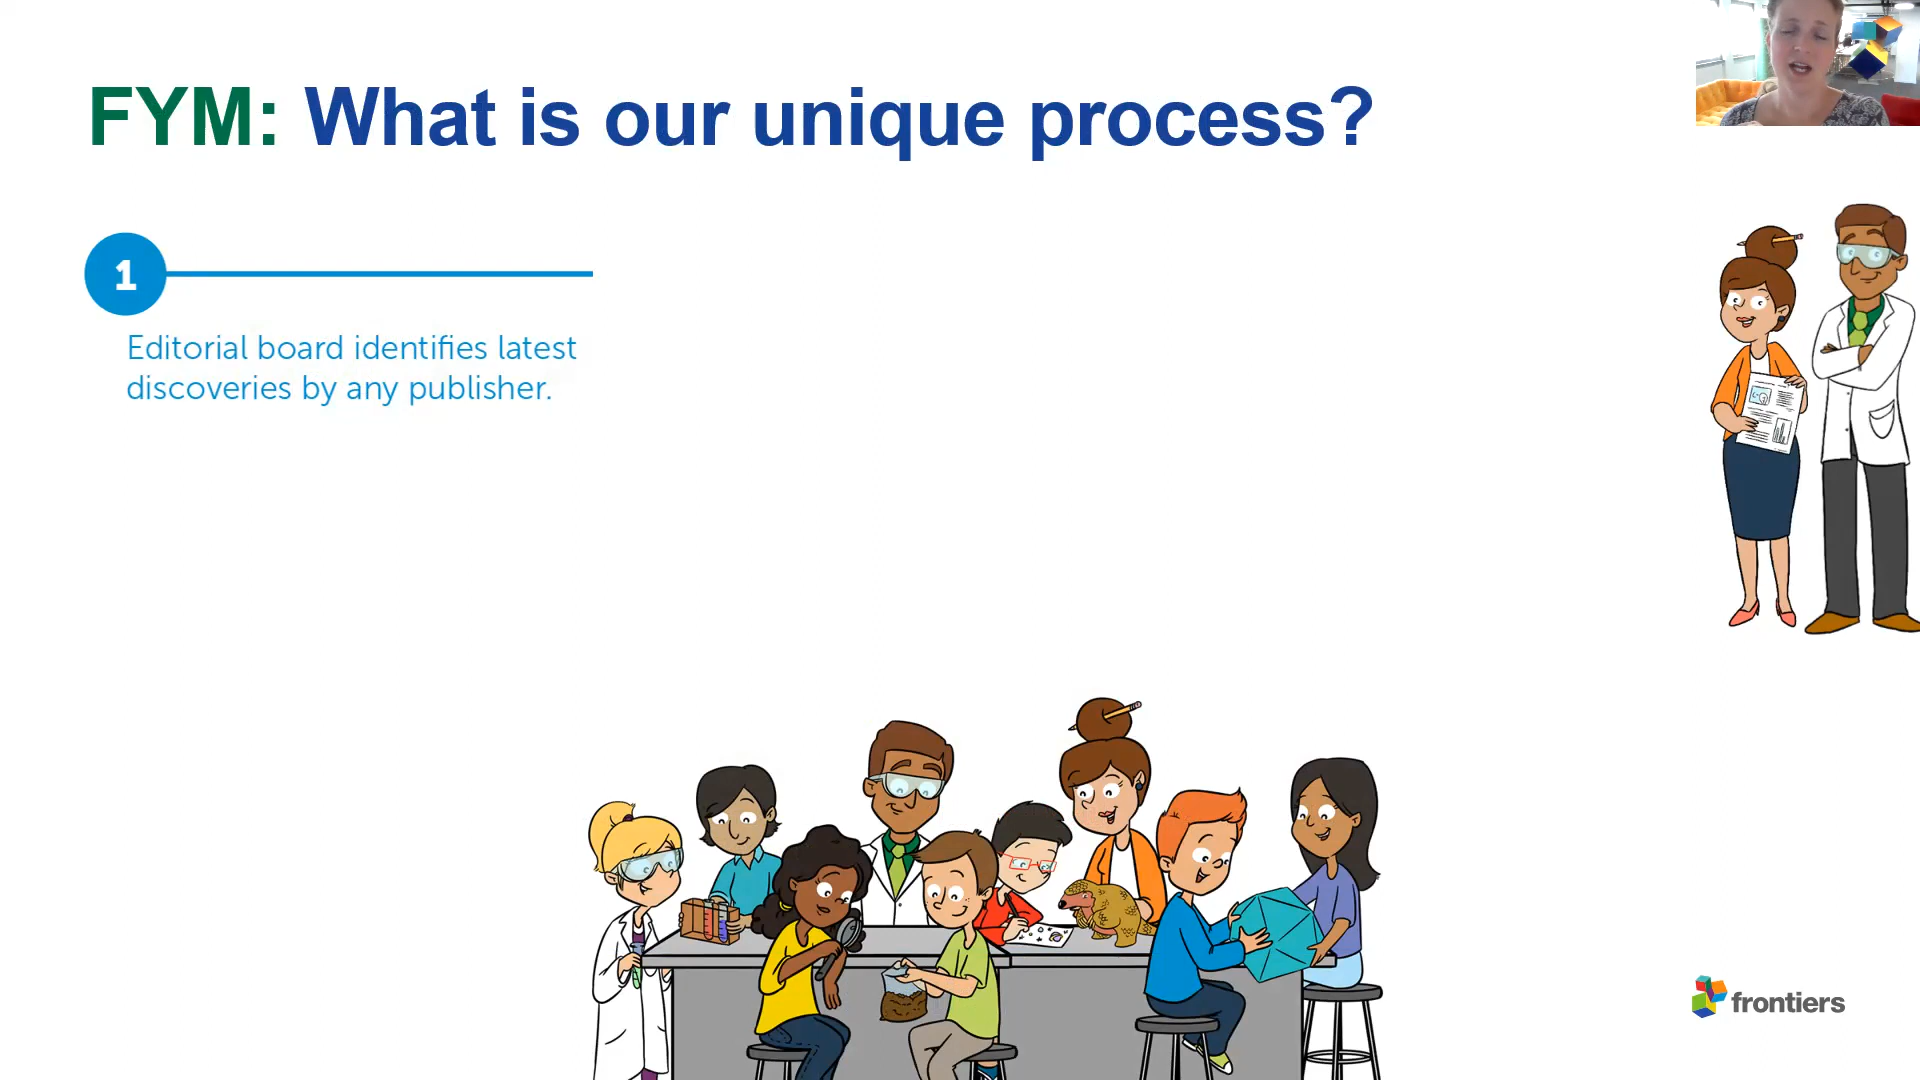 FYM: What is our unique process?
1
Editorial board identifies latest
discoveries by any publisher.
frontiers